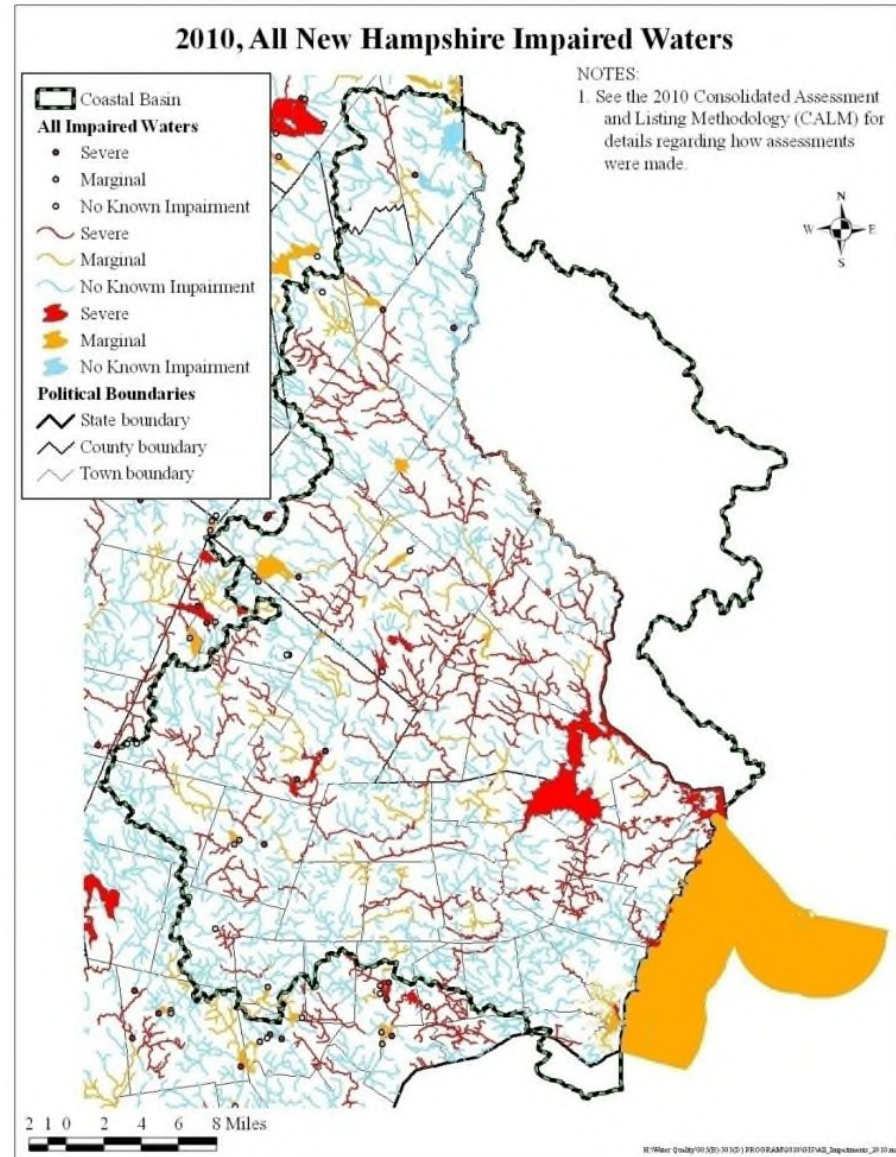 2010, All New Hampshire Impaired Waters
NOTES:
1. See the 2010 Consolidated Assessment
and Listing Methodology (CALM) for
details regarding how assessments
were made.
Coastal Basin
All Impaired Waters
Severe
Marginal
No Known Impairment
Severe
Marginal
No Knowm Impairment
Severe
Marginal
No Known Impairment
Political Boundaries
State boundary
County boundary
Town boundary
N
W E
S
2 1 0 2 4 6 8 Miles